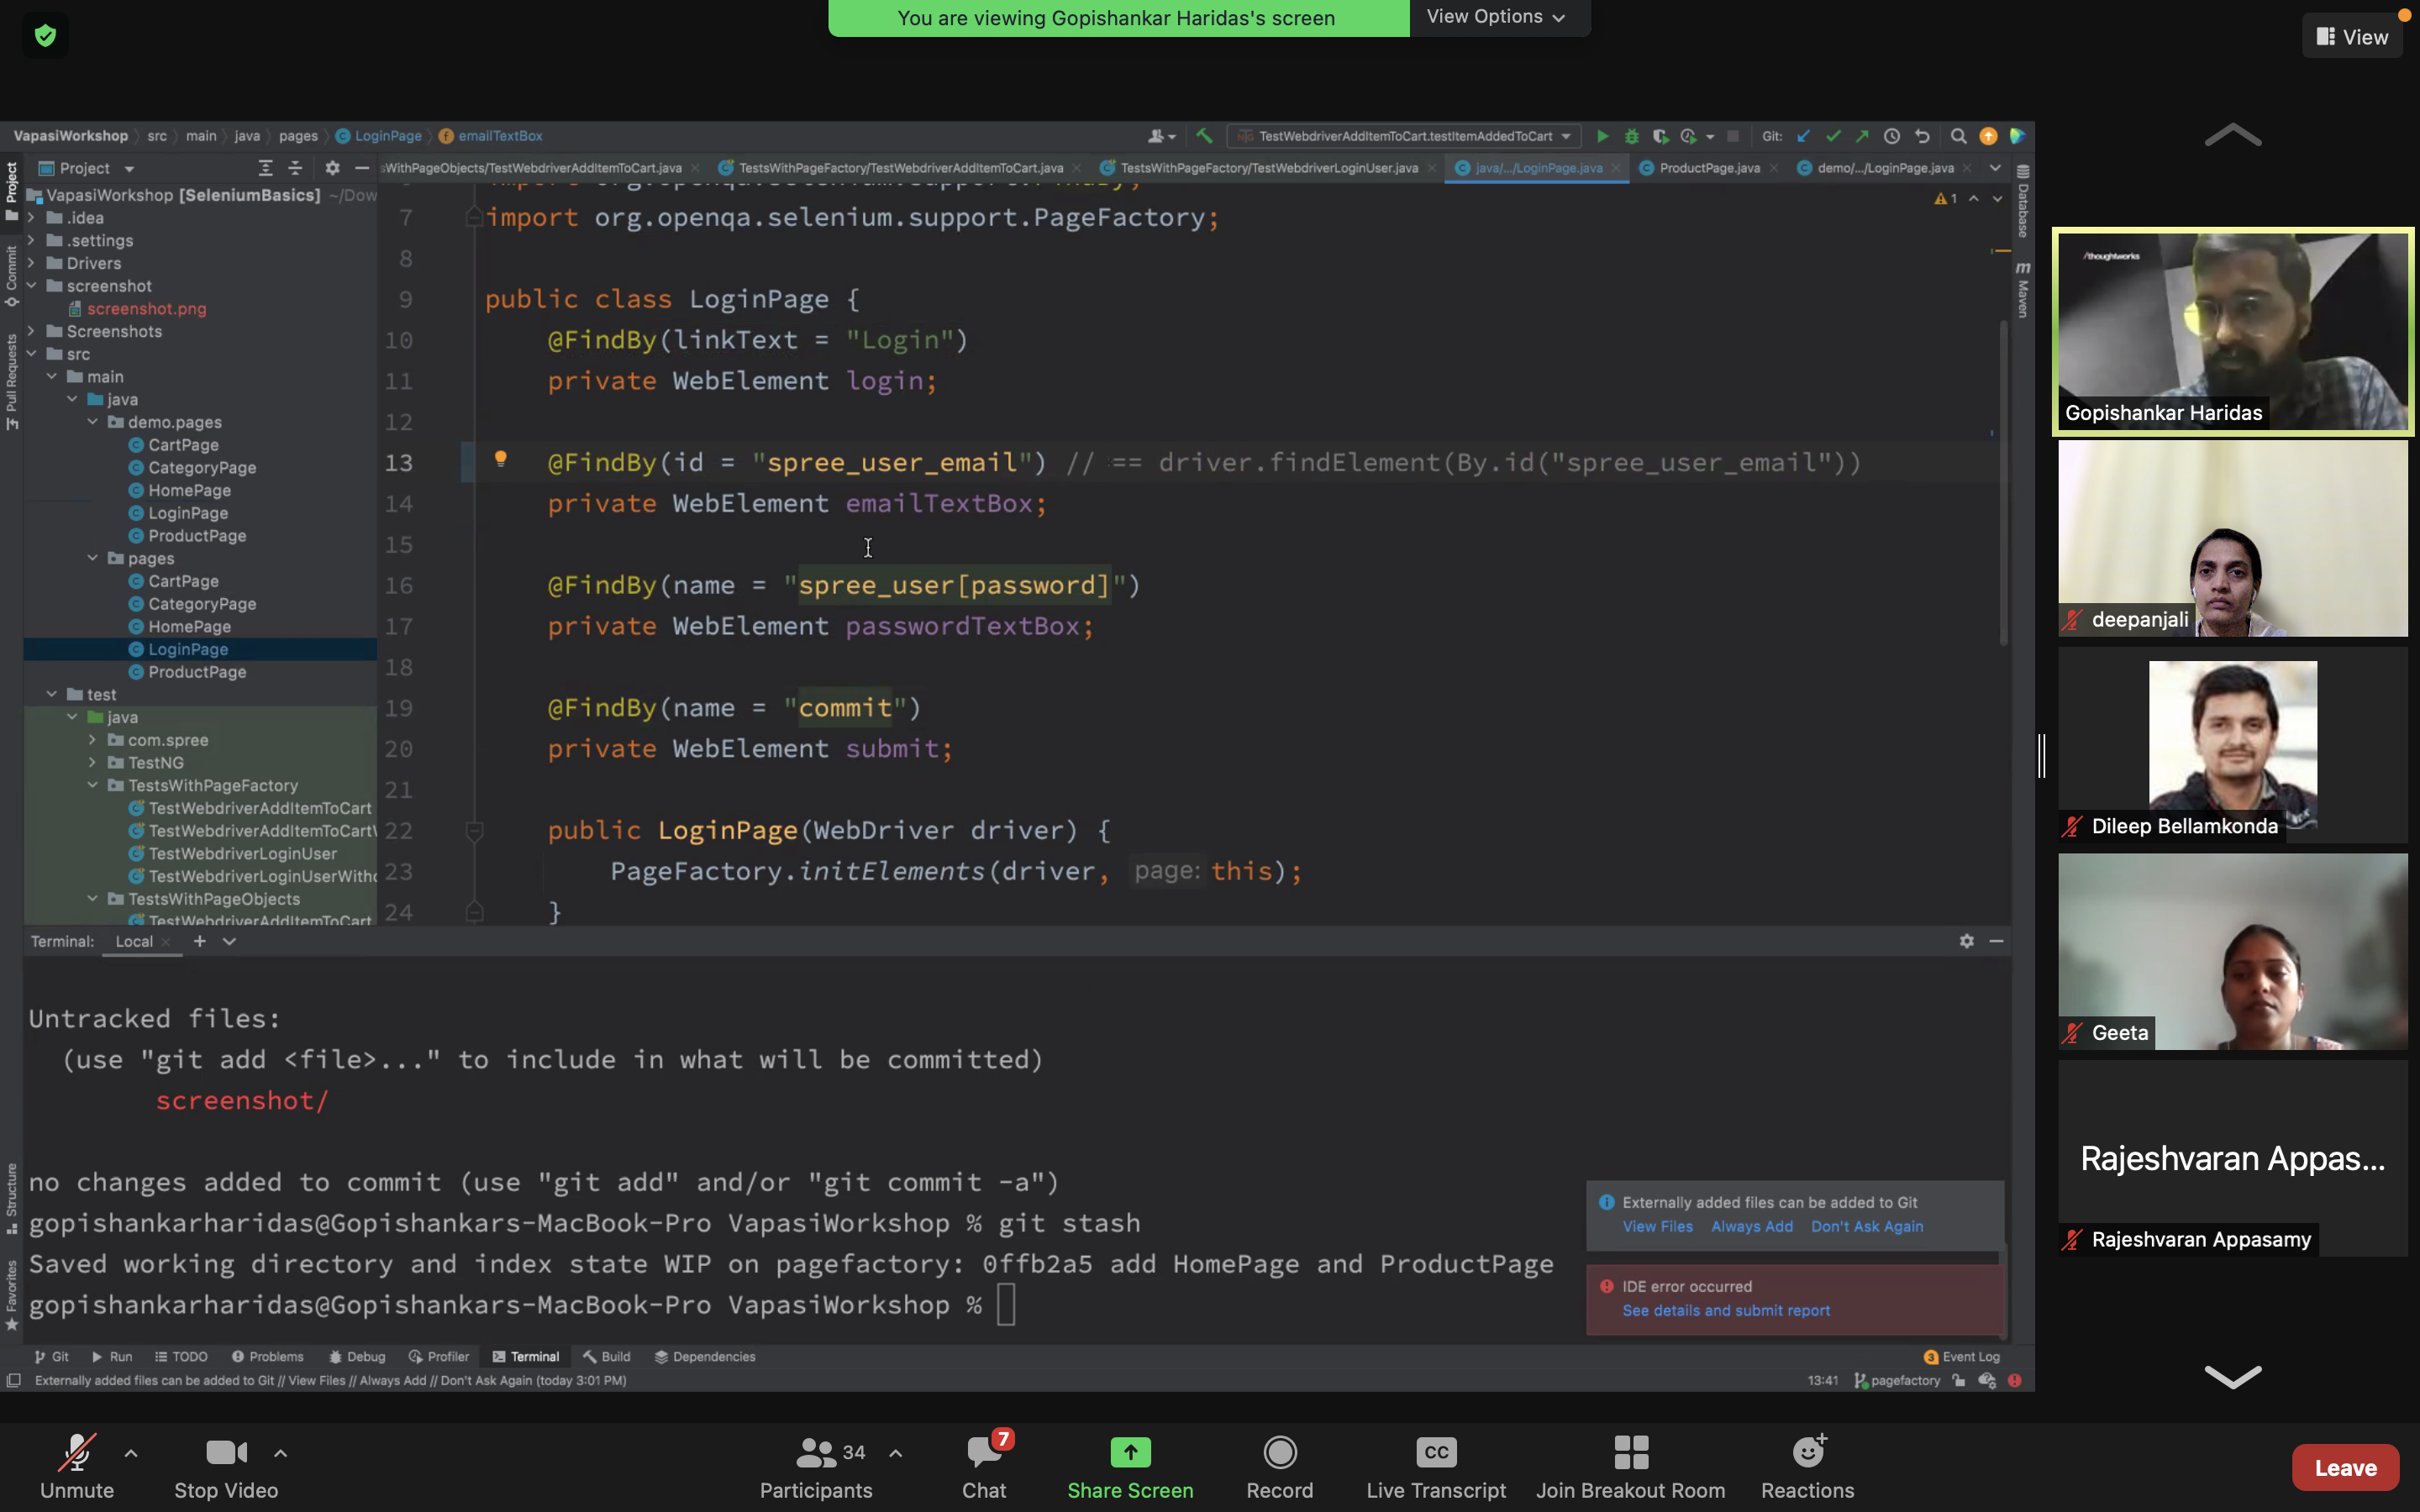 You are viewing Gopishankar Haridas's screen
View Options
View
VapasiWorkshop src main java pages LoginPage emailTextBox
TestWebdriverAddItemToCart.testItemAddedToCart
Git:
Project
sWithPageObjects/TestWebdriverAddItemToCart.java
TestsWithPageFactory/TestWebdriverAddItemToCart.java
TestsWithPageFactory/TestWebdriverLoginUser.java
java/.../LoginPage.java
ProductPage.java
demo/.../LoginPage.java
Project
Commit
Pull Requests
Structure
Favorites
Database
Maven
VapasiWorkshop [SeleniumBasics] ~/Dow
.idea
.settings
Drivers
screenshot
screenshot.png
Screenshots
src
main
java
demo.pages
CartPage
CategoryPage
HomePage
LoginPage
ProductPage
pages
CartPage
CategoryPage
HomePage
LoginPage
ProductPage
test
java
com.spree
TestNG
TestsWithPageFactory
TestWebdriverAddItemToCart
TestWebdriverAddItemToCart
TestWebdriverLoginUser
TestWebdriverLoginUserWith
TestsWithPageObjects
TestWebdriverAddItemToCart
1
7 import org.openqa.selenium.support.PageFactory;
8
9 public class LoginPage {
10 @FindBy(linkText = "Login")
11 private WebElement login;
12
13 @FindBy(id = "spree_user_email") // == driver.findElement(By.id("spree_user_email"))
14 private WebElement emailTextBox;
15
16 @FindBy(name = "spree_user[password]")
17 private WebElement passwordTextBox;
18
19 @FindBy(name = "commit")
20 private WebElement submit;
21
22 public LoginPage(WebDriver driver) {
23 PageFactory.initElements(driver, page: this);
24 }
Terminal: Local
Untracked files:
(use "git add <file>..." to include in what will be committed)
screenshot/
no changes added to commit (use "git add" and/or "git commit -a")
gopishankarharidas@Gopishankars-MacBook-Pro VapasiWorkshop % git stash
Saved working directory and index state WIP on pagefactory: 0ffb2a5 add HomePage and ProductPage
gopishankarharidas@Gopishankars-MacBook-Pro VapasiWorkshop %
Externally added files can be added to Git
View Files Always Add Don't Ask Again
IDE error occurred
See details and submit report
Git Run TODO Problems Debug Profiler Terminal Build Dependencies
3 Event Log
Externally added files can be added to Git // View Files // Always Add // Don't Ask Again (today 3:01 PM)
13:41 pagefactory
/thoughtworks
Gopishankar Haridas
deepanjali
Dileep Bellamkonda
Geeta
Rajeshvaran Appas...
Rajeshvaran Appasamy
Unmute
Stop Video
34
Participants
7
Chat
Share Screen
Record
CC
Live Transcript
Join Breakout Room
Reactions
Leave